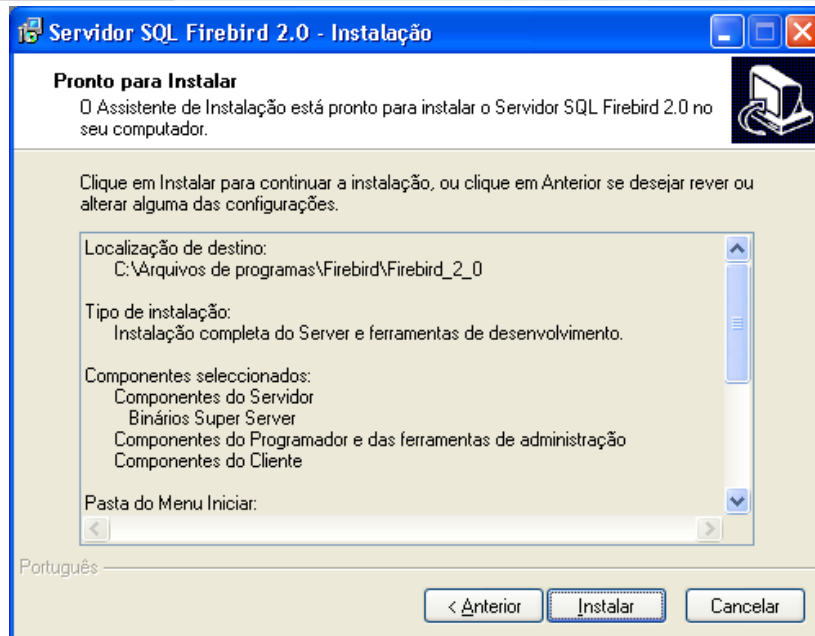 Servidor SQL Firebird 2.0 - Instalação
Pronto para Instalar
O Assistente de Instalação está pronto para instalar o Servidor SQL Firebird 2.0 no
seu computador.
Clique em Instalar para continuar a instalação, ou clique em Anterior se desejar rever ou
alterar alguma das configurações.
Localização de destino:
C:\Arquivos de programas\Firebird\Firebird_2_0
Tipo de instalação:
Instalação completa do Server e ferramentas de desenvolvimento.
Componentes seleccionados:
Componentes do Servidor
Binários Super Server
Componentes do Programador e das ferramentas de administração
Componentes do Cliente
Pasta do Menu Iniciar:
Português
< Anterior
Instalar
Cancelar